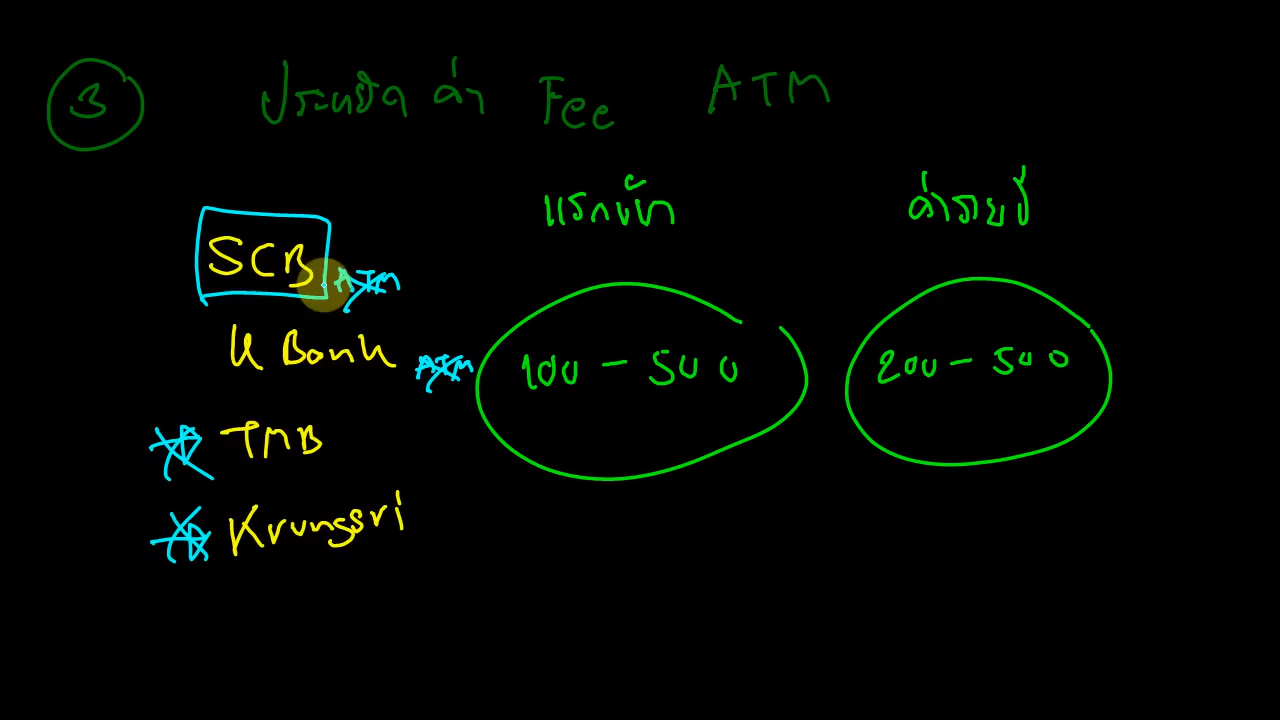 3 ประหยัด ค่า Fee ATM
แรกเข้า ค่ารายปี
SCB ATM
K Bank ATM 100 - 500 200 - 500
TMB
Krungsri